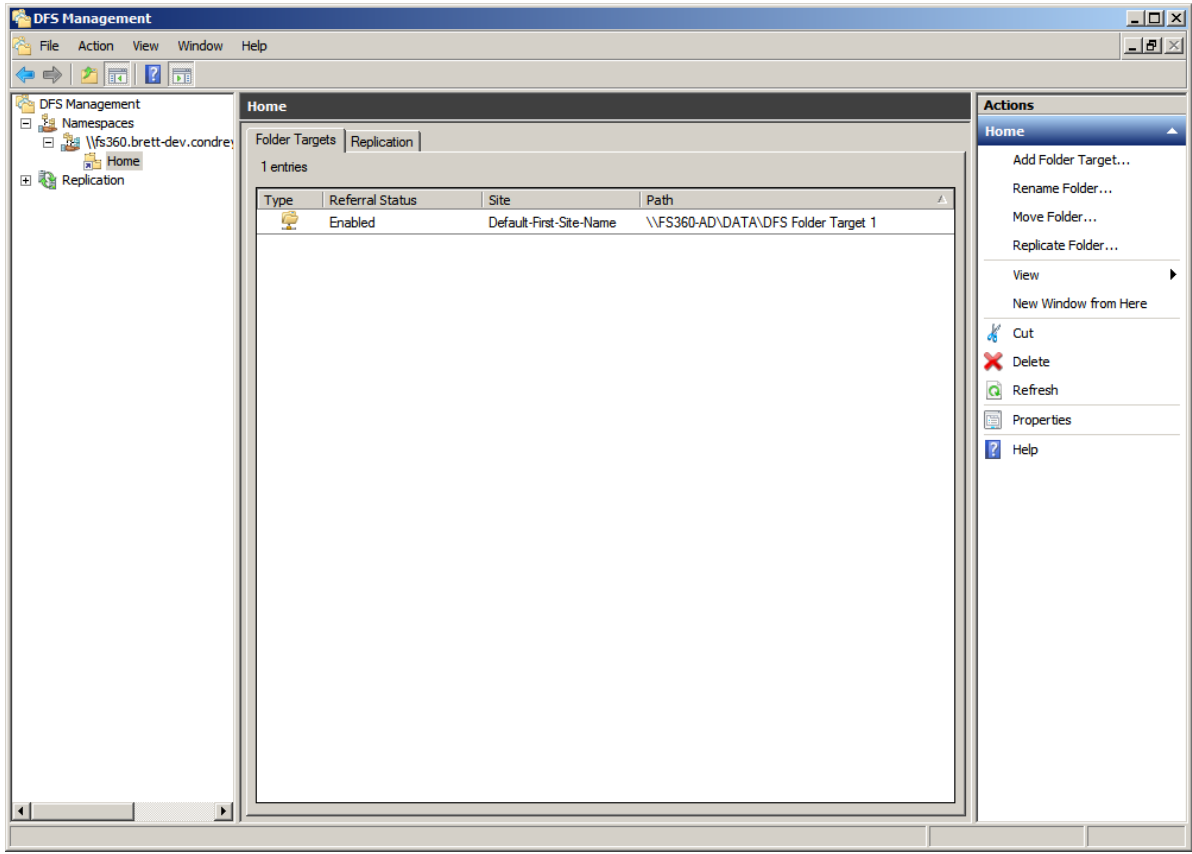 DFS Management
File Action View Window Help
DFS Management
Namespaces
\\fs360.brett-dev.condre
Home
Replication
Home
Folder Targets Replication
1 entries
Type Referral Status Site Path
Enabled Default-First-Site-Name \\FS360-AD\DATA\DFS Folder Target 1
Actions
Home
Add Folder Target...
Rename Folder...
Move Folder...
Replicate Folder...
View
New Window from Here
Cut
Delete
Refresh
Properties
Help